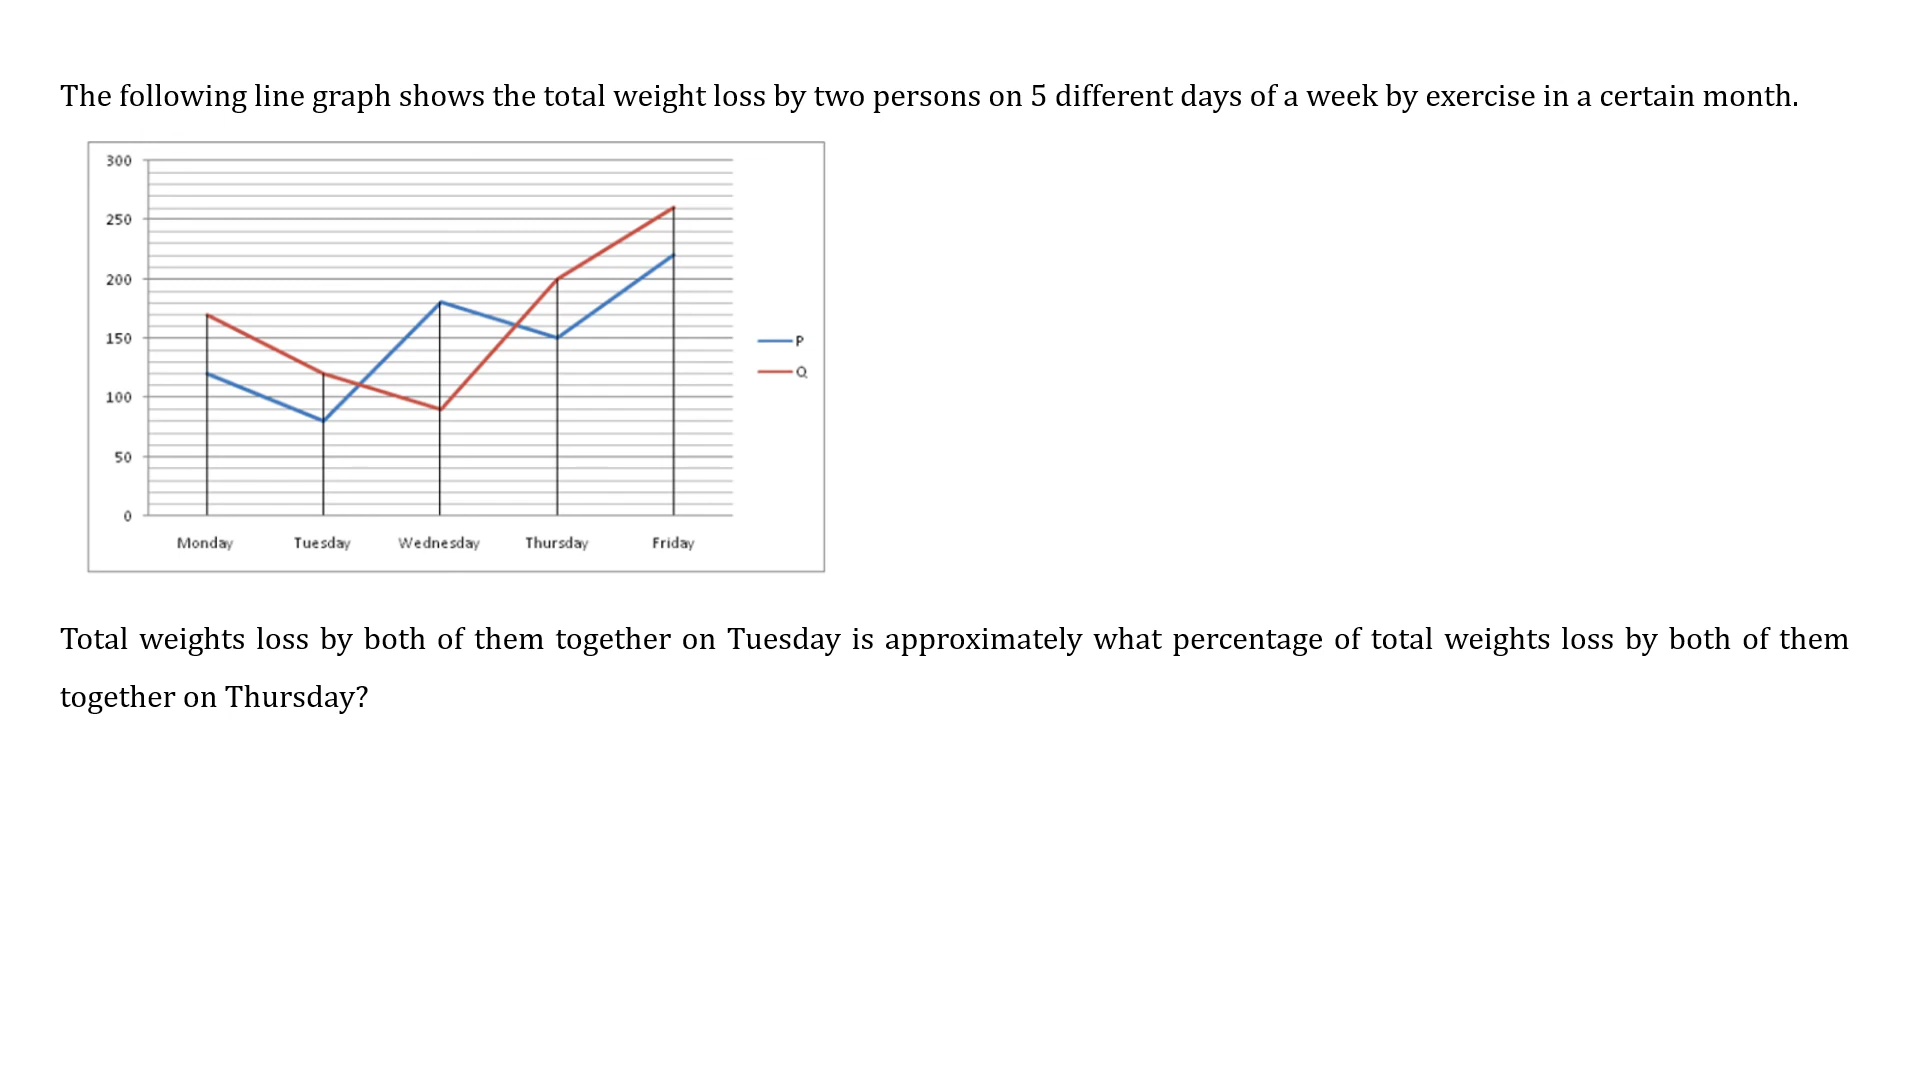 The following line graph shows the total weight loss by two persons on 5 different days of a week by exercise in a certain month.
300
250
200
150
100
50
0
P
Q
Monday Tuesday Wednesday Thursday Friday
Total weights loss by both of them together on Tuesday is approximately what percentage of total weights loss by both of them
together on Thursday?